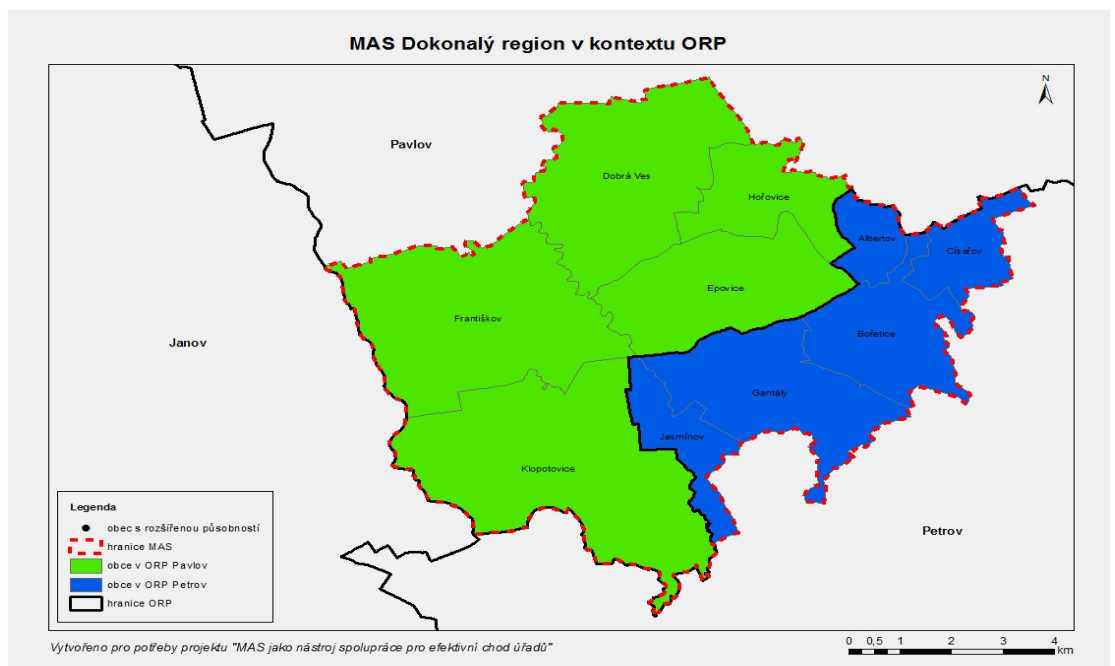 MAS Dokonalý region v kontextu ORP
N
Pavlov
Dobrá Ves
Hořovice
Albertov
Císařov
Epovice
Františkov
Bořetice
Janov
Gantály
Jasmínov
Klopotovice
Petrov
Legenda
obec s rozšířenou působností
hranice MAS
obce v ORP Pavlov
obce v ORP Petrov
hranice ORP
Vytvořeno pro potřeby projektu "MAS jako nástroj spolupráce pro efektivní chod úřadů"
0 0,5 1 2 3 4
km